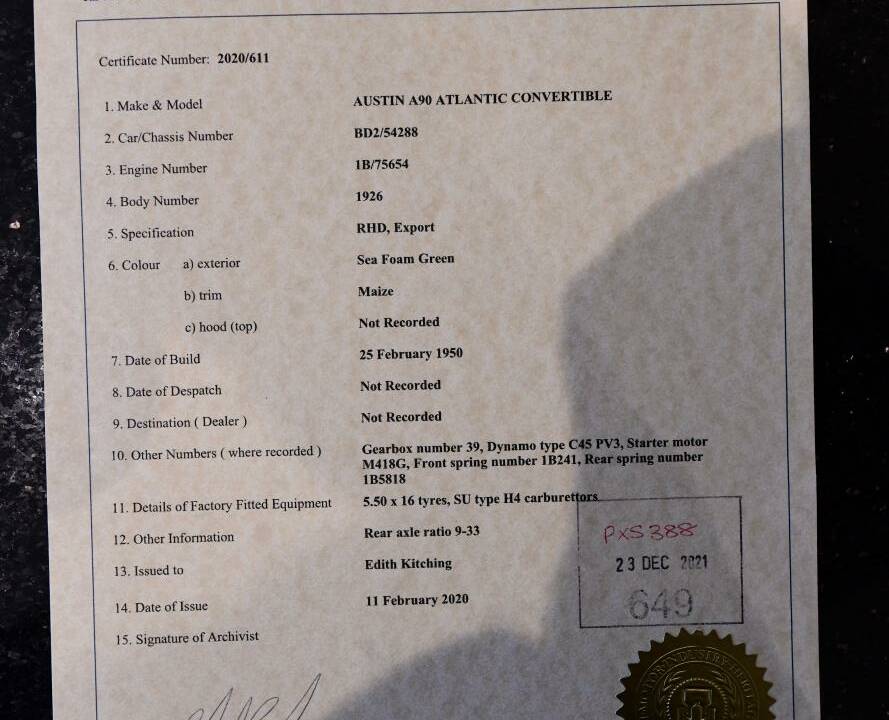 Certificate Number: 2020/611
1. Make & Model AUSTIN A90 ATLANTIC CONVERTIBLE
2. Car/Chassis Number BD2/54288
3. Engine Number 1B/75654
4. Body Number 1926
5. Specification RHD, Export
6. Colour a) exterior Sea Foam Green
b) trim Maize
c) hood (top) Not Recorded
7. Date of Build 25 February 1950
8. Date of Despatch Not Recorded
9. Destination ( Dealer ) Not Recorded
10. Other Numbers ( where recorded ) Gearbox number 39, Dynamo type C45 PV3, Starter motor
M418G, Front spring number 1B241, Rear spring number
1B5818
11. Details of Factory Fitted Equipment 5.50 x 16 tyres, SU type H4 carburettors
12. Other Information Rear axle ratio 9-33
13. Issued to Edith Kitching
14. Date of Issue 11 February 2020
15. Signature of Archivist
PXS388
23 DEC 2021
649